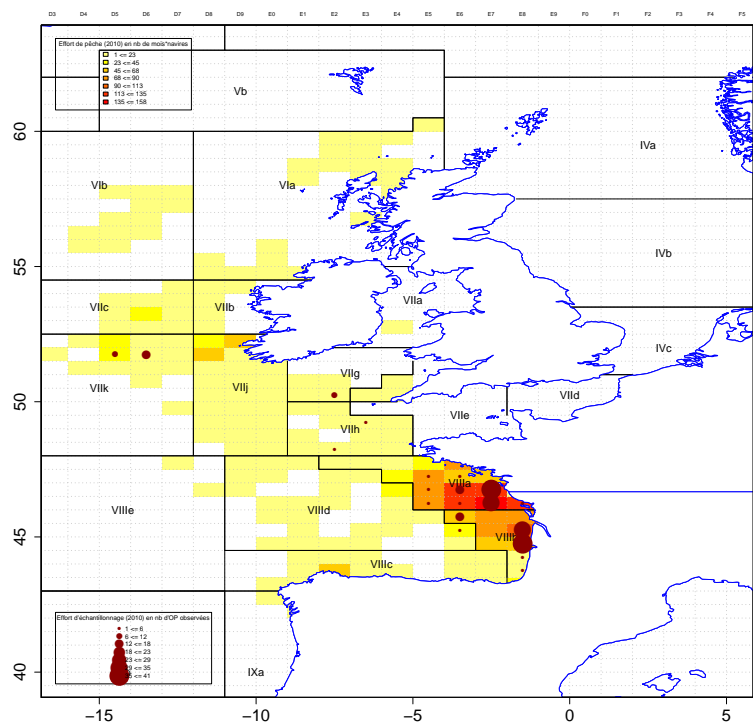 D3 D4 D5 D6 D7 D8 D9 E0 E1 E2 E3 E4 E5 E6 E7 E8 E9 F0 F1 F2 F3 F4 F5
Effort de pêche (2010) en nb de mois*navires
1 <= 23
23 <= 45
45 <= 68
68 <= 90
90 <= 113
113 <= 135
135 <= 158
Vb
60
IVa
VIb
VIa
IVb
55
VIIc
VIIb
VIIa
IVc
VIIk
VIIj
VIIg
VIId
50
VIIe
VIIh
VIIIa
VIIIe
VIIId
45
VIIIc
Effort d'échantillonnage (2010) en nb d'OP observées
1 <= 6
6 <= 12
12 <= 18
18 <= 23
23 <= 29
<= 35
<= 41
IXa
40
−15 −10 −5 0 5